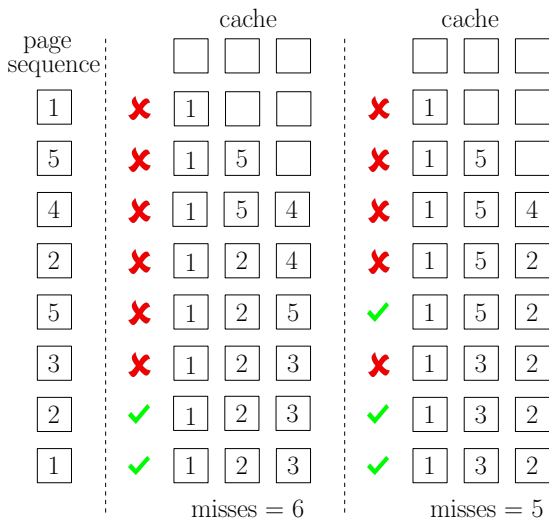 cache cache
page
sequence
1 1 1
5 1 5 1 5
4 1 5 4 1 5 4
2 1 2 4 1 5 2
5 1 2 5 1 5 2
3 1 2 3 1 3 2
2 1 2 3 1 3 2
1 1 2 3 1 3 2
misses = 6 misses = 5